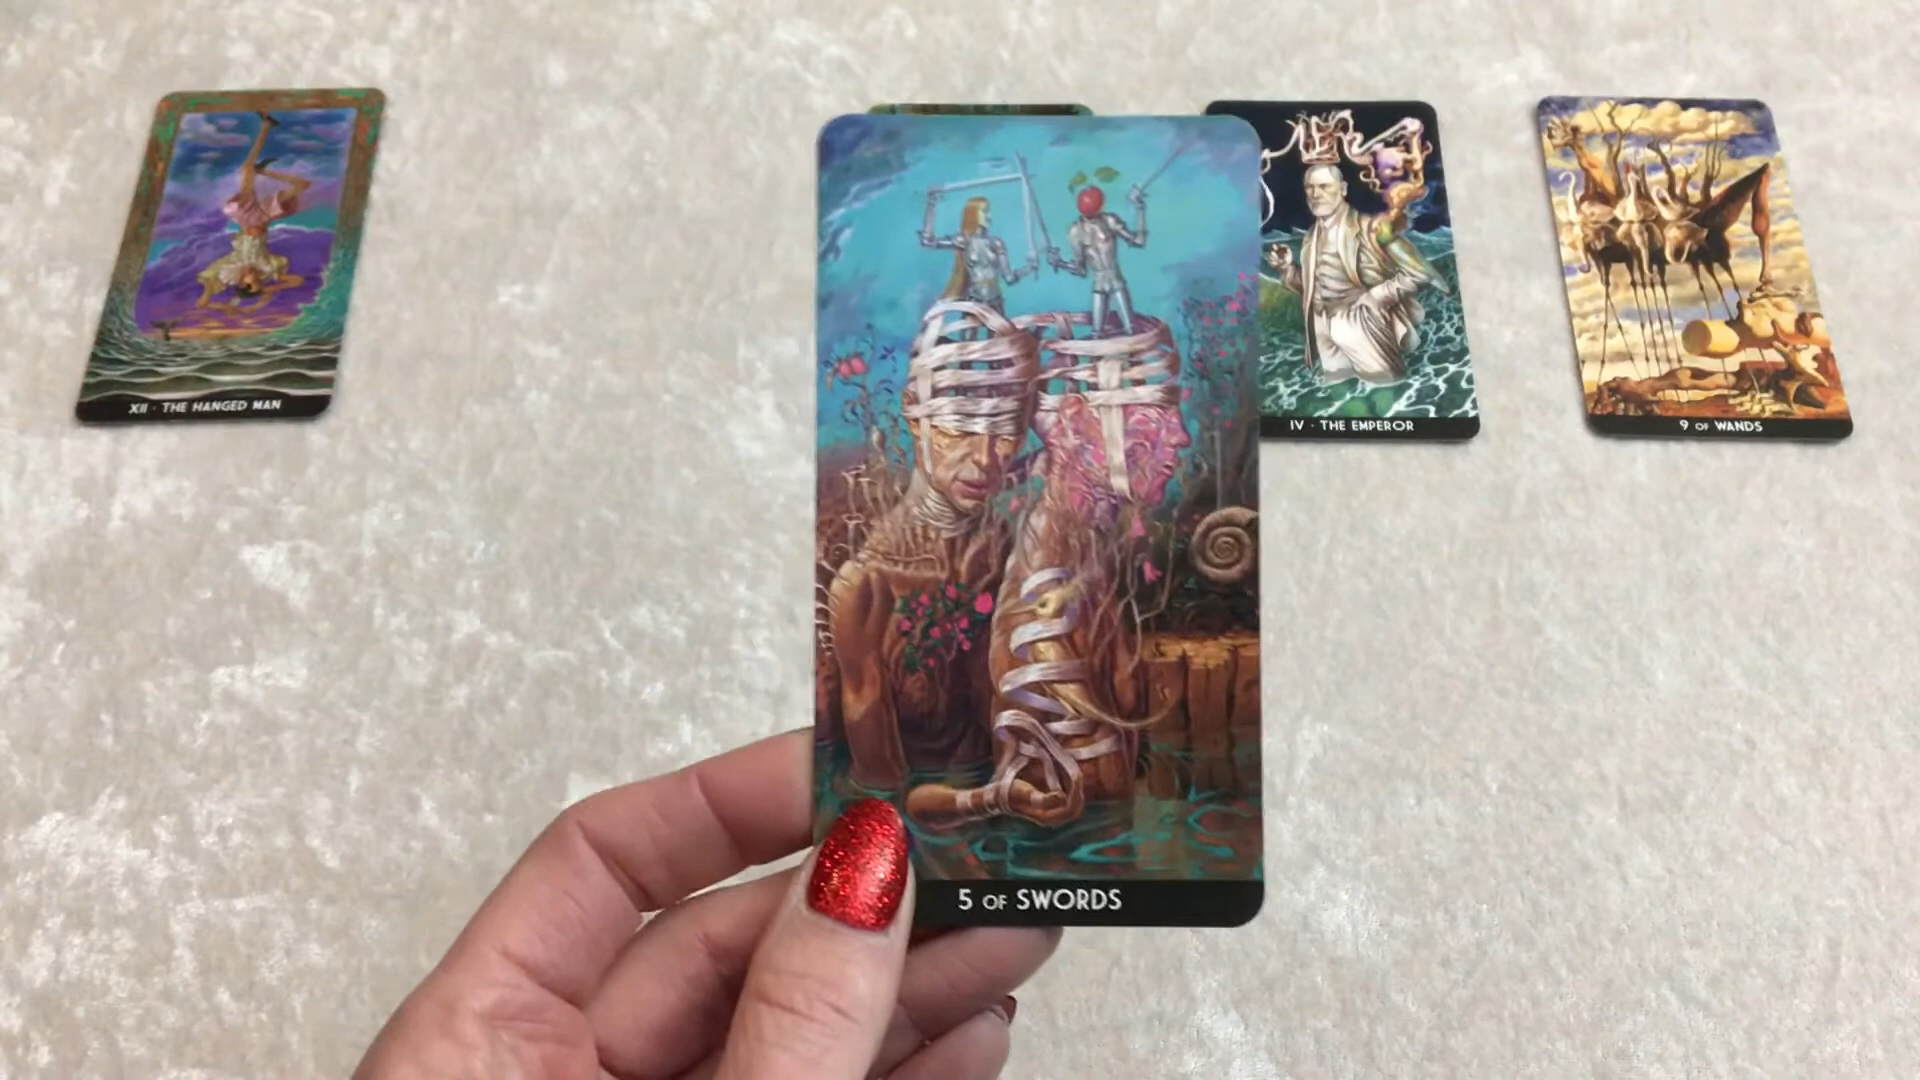 XII · THE HANGED MAN
IV · THE EMPEROR
9 OF WANDS
5 OF SWORDS